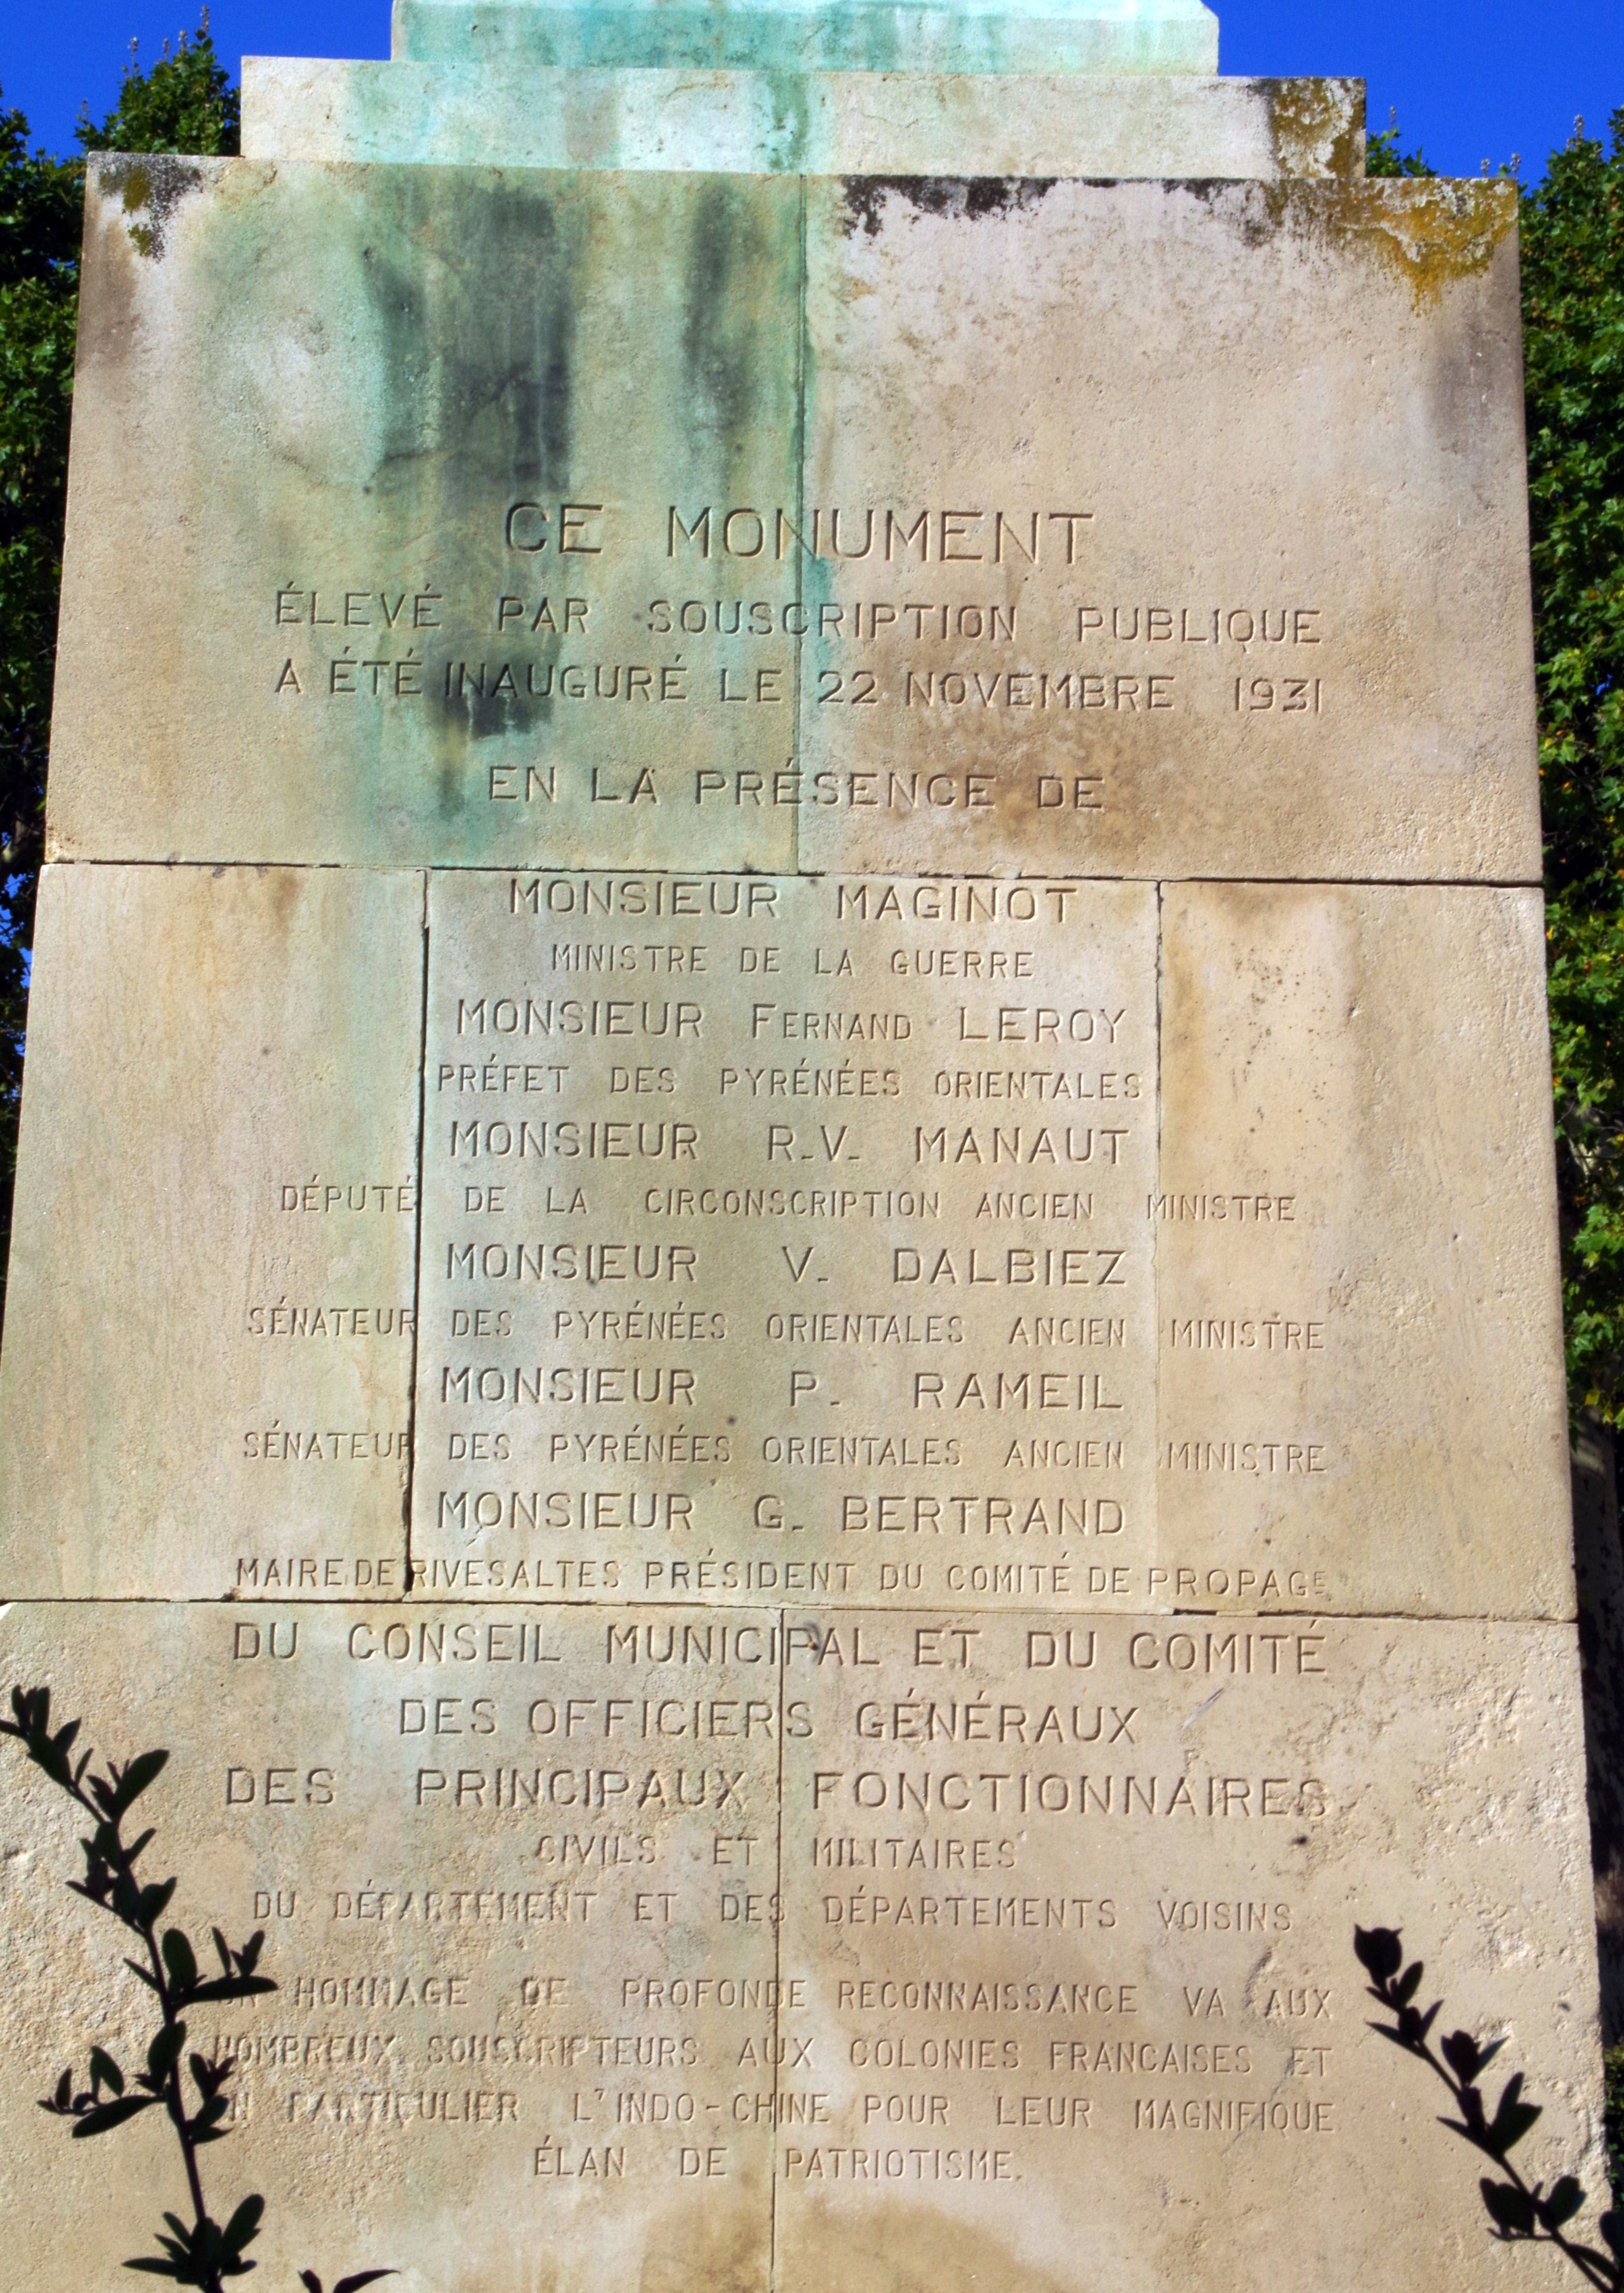 CE MONUMENT
ÉLEVÉ PAR SOUSCRIPTION PUBLIQUE
A ÉTÉ INAUGURÉ LE 22 NOVEMBRE 1931
EN LA PRÉSENCE DE
MONSIEUR MAGINOT
MINISTRE DE LA GUERRE
MONSIEUR FERNAND LEROY
PRÉFET DES PYRÉNÉES ORIENTALES
MONSIEUR R.V. MANAUT
DÉPUTÉ DE LA CIRCONSCRIPTION ANCIEN MINISTRE
MONSIEUR V. DALBIEZ
SÉNATEUR DES PYRÉNÉES ORIENTALES ANCIEN MINISTRE
MONSIEUR P. RAMEIL
SÉNATEUR DES PYRÉNÉES ORIENTALES ANCIEN MINISTRE
MONSIEUR G. BERTRAND
MAIRE DE RIVESALTES PRÉSIDENT DU COMITÉ DE PROPAGE
DU CONSEIL MUNICIPAL ET DU COMITÉ
DES OFFICIERS GÉNÉRAUX
DES PRINCIPAUX FONCTIONNAIRES
CIVILS ET MILITAIRES
DU DÉPARTEMENT ET DES DÉPARTEMENTS VOISINS
UN HOMMAGE DE PROFONDE RECONNAISSANCE VA AUX
NOMBREUX SOUSCRIPTEURS AUX COLONIES FRANCAISES ET
EN PARTICULIER L'INDO-CHINE POUR LEUR MAGNIFIQUE
ÉLAN DE PATRIOTISME.